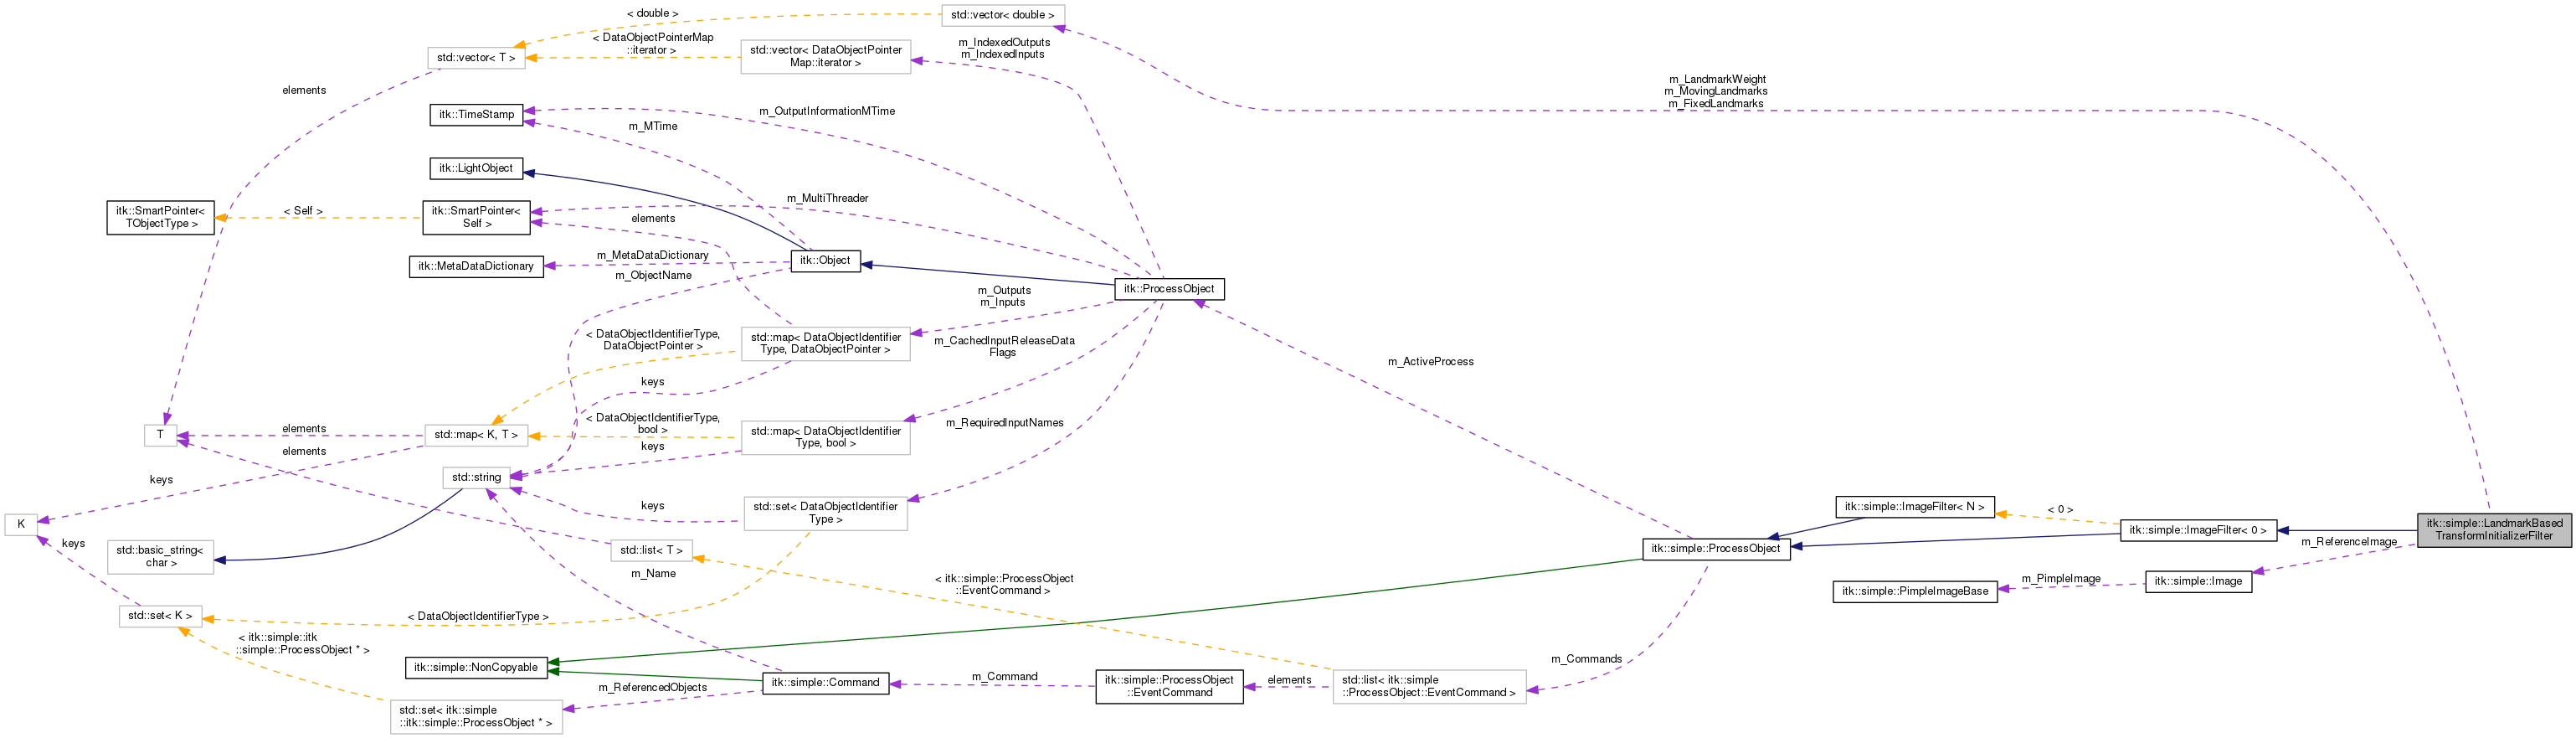 < double >
std::vector< double >
std::vector< T >
< DataObjectPointerMap
::iterator >
std::vector< DataObjectPointer
Map::iterator >
m_IndexedOutputs
m_IndexedInputs
m_LandmarkWeight
m_MovingLandmarks
m_FixedLandmarks
elements
itk::TimeStamp
m_MTime
m_OutputInformationMTime
itk::LightObject
itk::SmartPointer<
TObjectType >
< Self >
itk::SmartPointer<
Self >
elements
m_MultiThreader
itk::MetaDataDictionary
m_MetaDataDictionary
m_ObjectName
itk::Object
itk::ProcessObject
m_Outputs
m_Inputs
< DataObjectIdentifierType,
DataObjectPointer >
std::map< DataObjectIdentifier
Type, DataObjectPointer >
m_CachedInputReleaseData
Flags
m_ActiveProcess
keys
T
elements
elements
std::map< K, T >
< DataObjectIdentifierType,
bool >
keys
std::map< DataObjectIdentifier
Type, bool >
m_RequiredInputNames
keys
std::string
K
keys
std::basic_string<
char >
keys
std::set< DataObjectIdentifier
Type >
std::list< T >
m_Name
itk::simple::ImageFilter< N >
< 0 >
itk::simple::ImageFilter< 0 >
itk::simple::LandmarkBased
TransformInitializerFilter
itk::simple::ProcessObject
m_ReferenceImage
itk::simple::PimpleImageBase
m_PimpleImage
itk::simple::Image
< itk::simple::ProcessObject
::EventCommand >
std::set< K >
< DataObjectIdentifierType >
< itk::simple::itk
::simple::ProcessObject * >
itk::simple::NonCopyable
itk::simple::Command
m_ReferencedObjects
std::set< itk::simple
::itk::simple::ProcessObject * >
m_Command
itk::simple::ProcessObject
::EventCommand
elements
std::list< itk::simple
::ProcessObject::EventCommand >
m_Commands